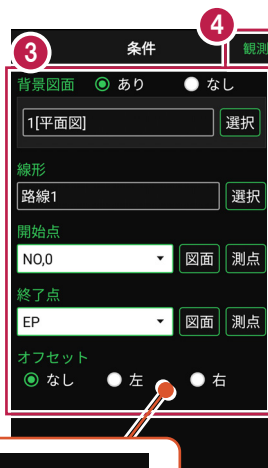 3
4
条件
観測
背景図面 あり なし
1[平面図] 選択
線形
路線1 選択
開始点
NO,0 図面 測点
終了点
EP 図面 測点
オフセット
なし 左 右